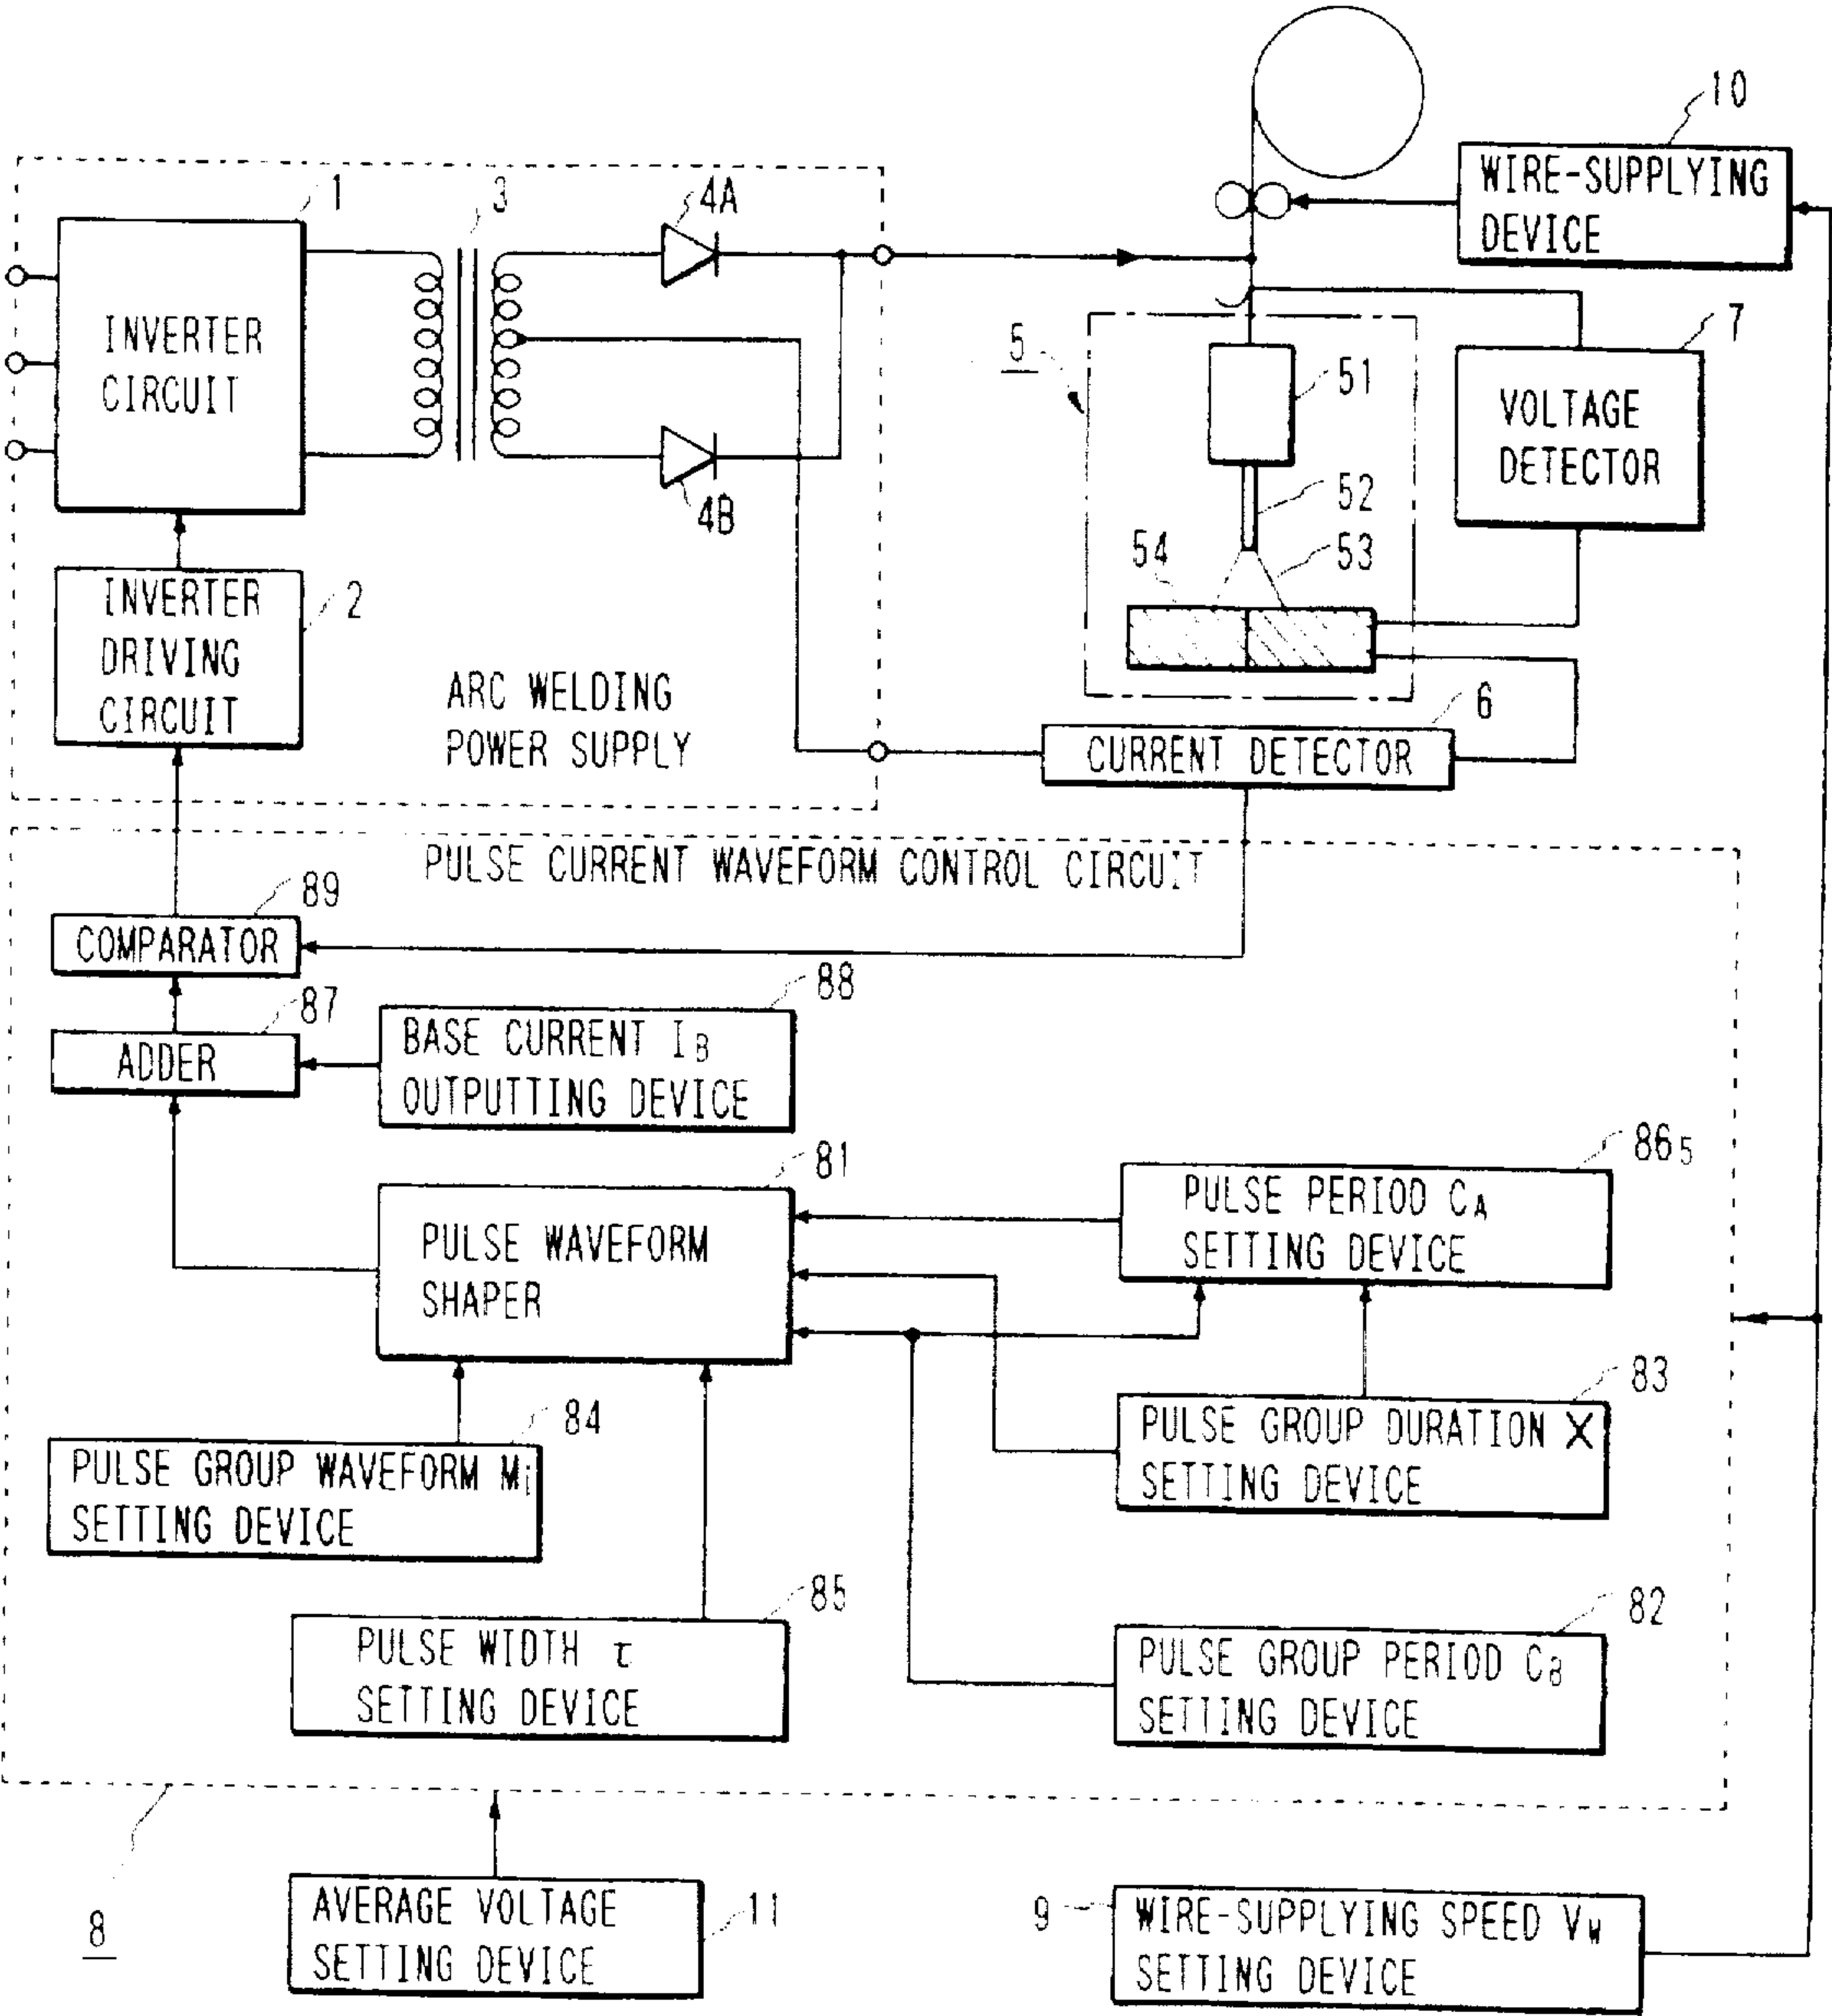 10
WIRE-SUPPLYING
DEVICE
1
3
4A
INVERTER
CIRCUIT
4B
5
51
52
53
54
7
VOLTAGE
DETECTOR
INVERTER
DRIVING
CIRCUIT
2
ARC WELDING
POWER SUPPLY
6
CURRENT DETECTOR
PULSE CURRENT WAVEFORM CONTROL CIRCUIT
89
COMPARATOR
87
ADDER
88
BASE CURRENT IB
OUTPUTTING DEVICE
81
PULSE WAVEFORM
SHAPER
865
PULSE PERIOD CA
SETTING DEVICE
83
PULSE GROUP DURATION X
SETTING DEVICE
84
PULSE GROUP WAVEFORM Mi
SETTING DEVICE
85
PULSE WIDTH τ
SETTING DEVICE
82
PULSE GROUP PERIOD CB
SETTING DEVICE
8
AVERAGE VOLTAGE
SETTING DEVICE
11
9
WIRE-SUPPLYING SPEED VW
SETTING DEVICE